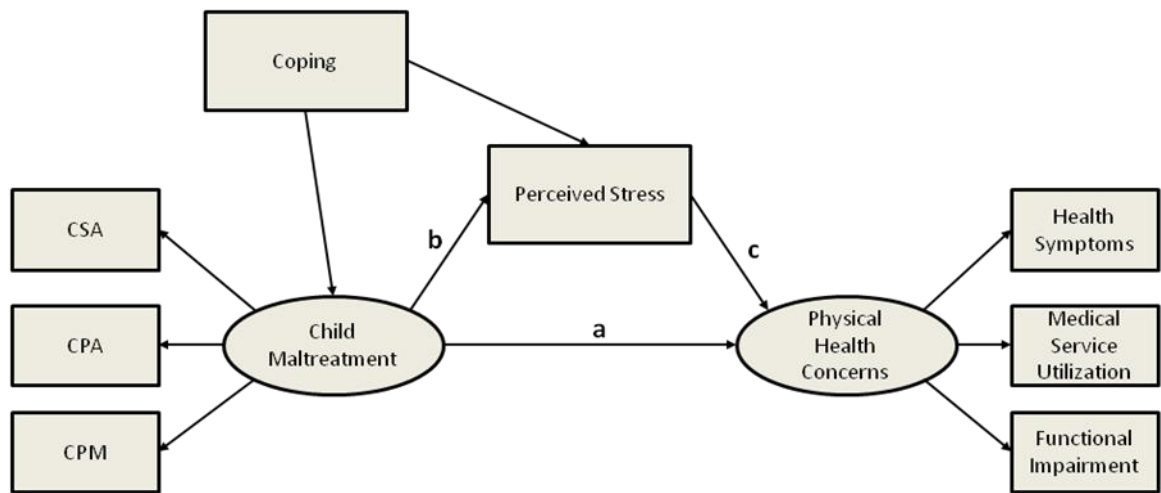 Coping
Perceived Stress
CSA
b
c
Health
Symptoms
CPA
Child
Maltreatment
a
Physical
Health
Concerns
Medical
Service
Utilization
CPM
Functional
Impairment